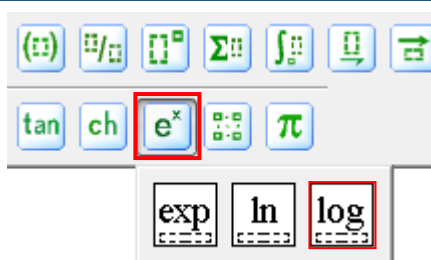 (::) /  Σ ∫
tan ch eˣ π
exp ln log